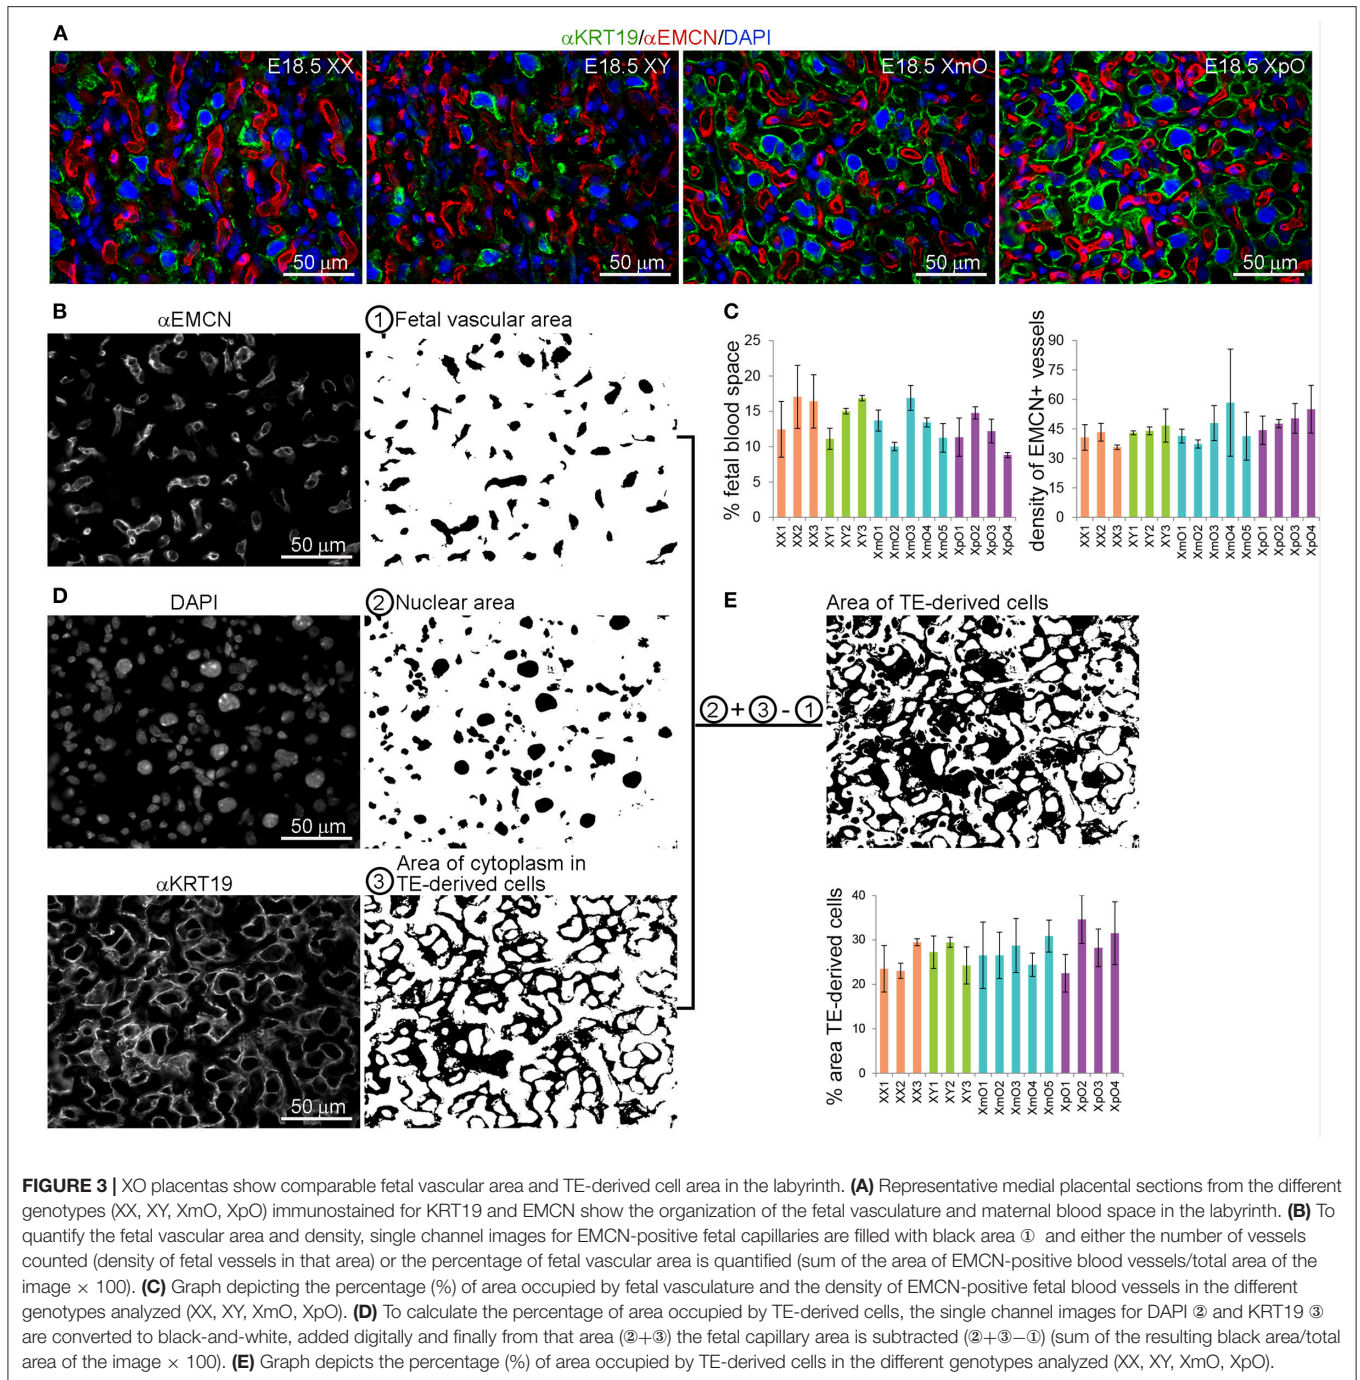 A
αKRT19/αEMCN/DAPI
E18.5 XX
E18.5 XY
E18.5 XmO
E18.5 XpO
50 μm
50 μm
50 μm
50 μm
B
αEMCN
① Fetal vascular area
50 μm
C
% fetal blood space
25
20
15
10
5
0
XX1
XX2
XX3
XY1
XY2
XY3
XmO1
XmO2
XmO3
XmO4
XmO5
XpO1
XpO2
XpO3
XpO4
density of EMCN+ vessels
90
75
60
45
30
15
0
XX1
XX2
XX3
XY1
XY2
XY3
XmO1
XmO2
XmO3
XmO4
XmO5
XpO1
XpO2
XpO3
XpO4
D
DAPI
② Nuclear area
50 μm
αKRT19
③ Area of cytoplasm in
TE-derived cells
50 μm
②+③-①
E
Area of TE-derived cells
% area TE-derived cells
40
30
20
10
0
XX1
XX2
XX3
XY1
XY2
XY3
XmO1
XmO2
XmO3
XmO4
XmO5
XpO1
XpO2
XpO3
XpO4
FIGURE 3 | XO placentas show comparable fetal vascular area and TE-derived cell area in the labyrinth. (A) Representative medial placental sections from the different
genotypes (XX, XY, XmO, XpO) immunostained for KRT19 and EMCN show the organization of the fetal vasculature and maternal blood space in the labyrinth. (B) To
quantify the fetal vascular area and density, single channel images for EMCN-positive fetal capillaries are filled with black area ① and either the number of vessels
counted (density of fetal vessels in that area) or the percentage of fetal vascular area is quantified (sum of the area of EMCN-positive blood vessels/total area of the
image × 100). (C) Graph depicting the percentage (%) of area occupied by fetal vasculature and the density of EMCN-positive fetal blood vessels in the different
genotypes analyzed (XX, XY, XmO, XpO). (D) To calculate the percentage of area occupied by TE-derived cells, the single channel images for DAPI ② and KRT19 ③
are converted to black-and-white, added digitally and finally from that area (②+③) the fetal capillary area is subtracted (②+③−①) (sum of the resulting black area/total
area of the image × 100). (E) Graph depicts the percentage (%) of area occupied by TE-derived cells in the different genotypes analyzed (XX, XY, XmO, XpO).